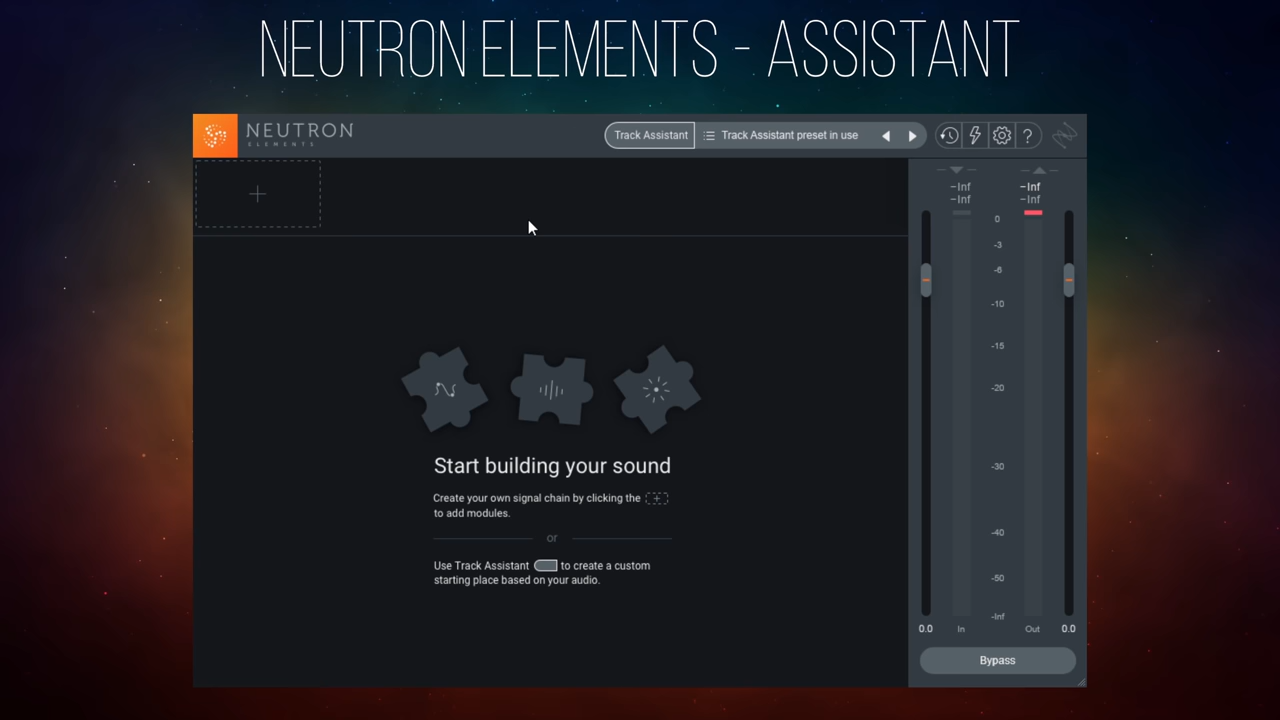 NEUTRON ELEMENTS - ASSISTANT
NEUTRON
ELEMENTS
Track Assistant
Track Assistant preset in use
?
-Inf -Inf
-Inf -Inf
0
-3
-6
-10
-15
-20
-30
-40
-50
-Inf
0.0 In Out 0.0
Bypass
Start building your sound
Create your own signal chain by clicking the +
to add modules.
or
Use Track Assistant to create a custom
starting place based on your audio.